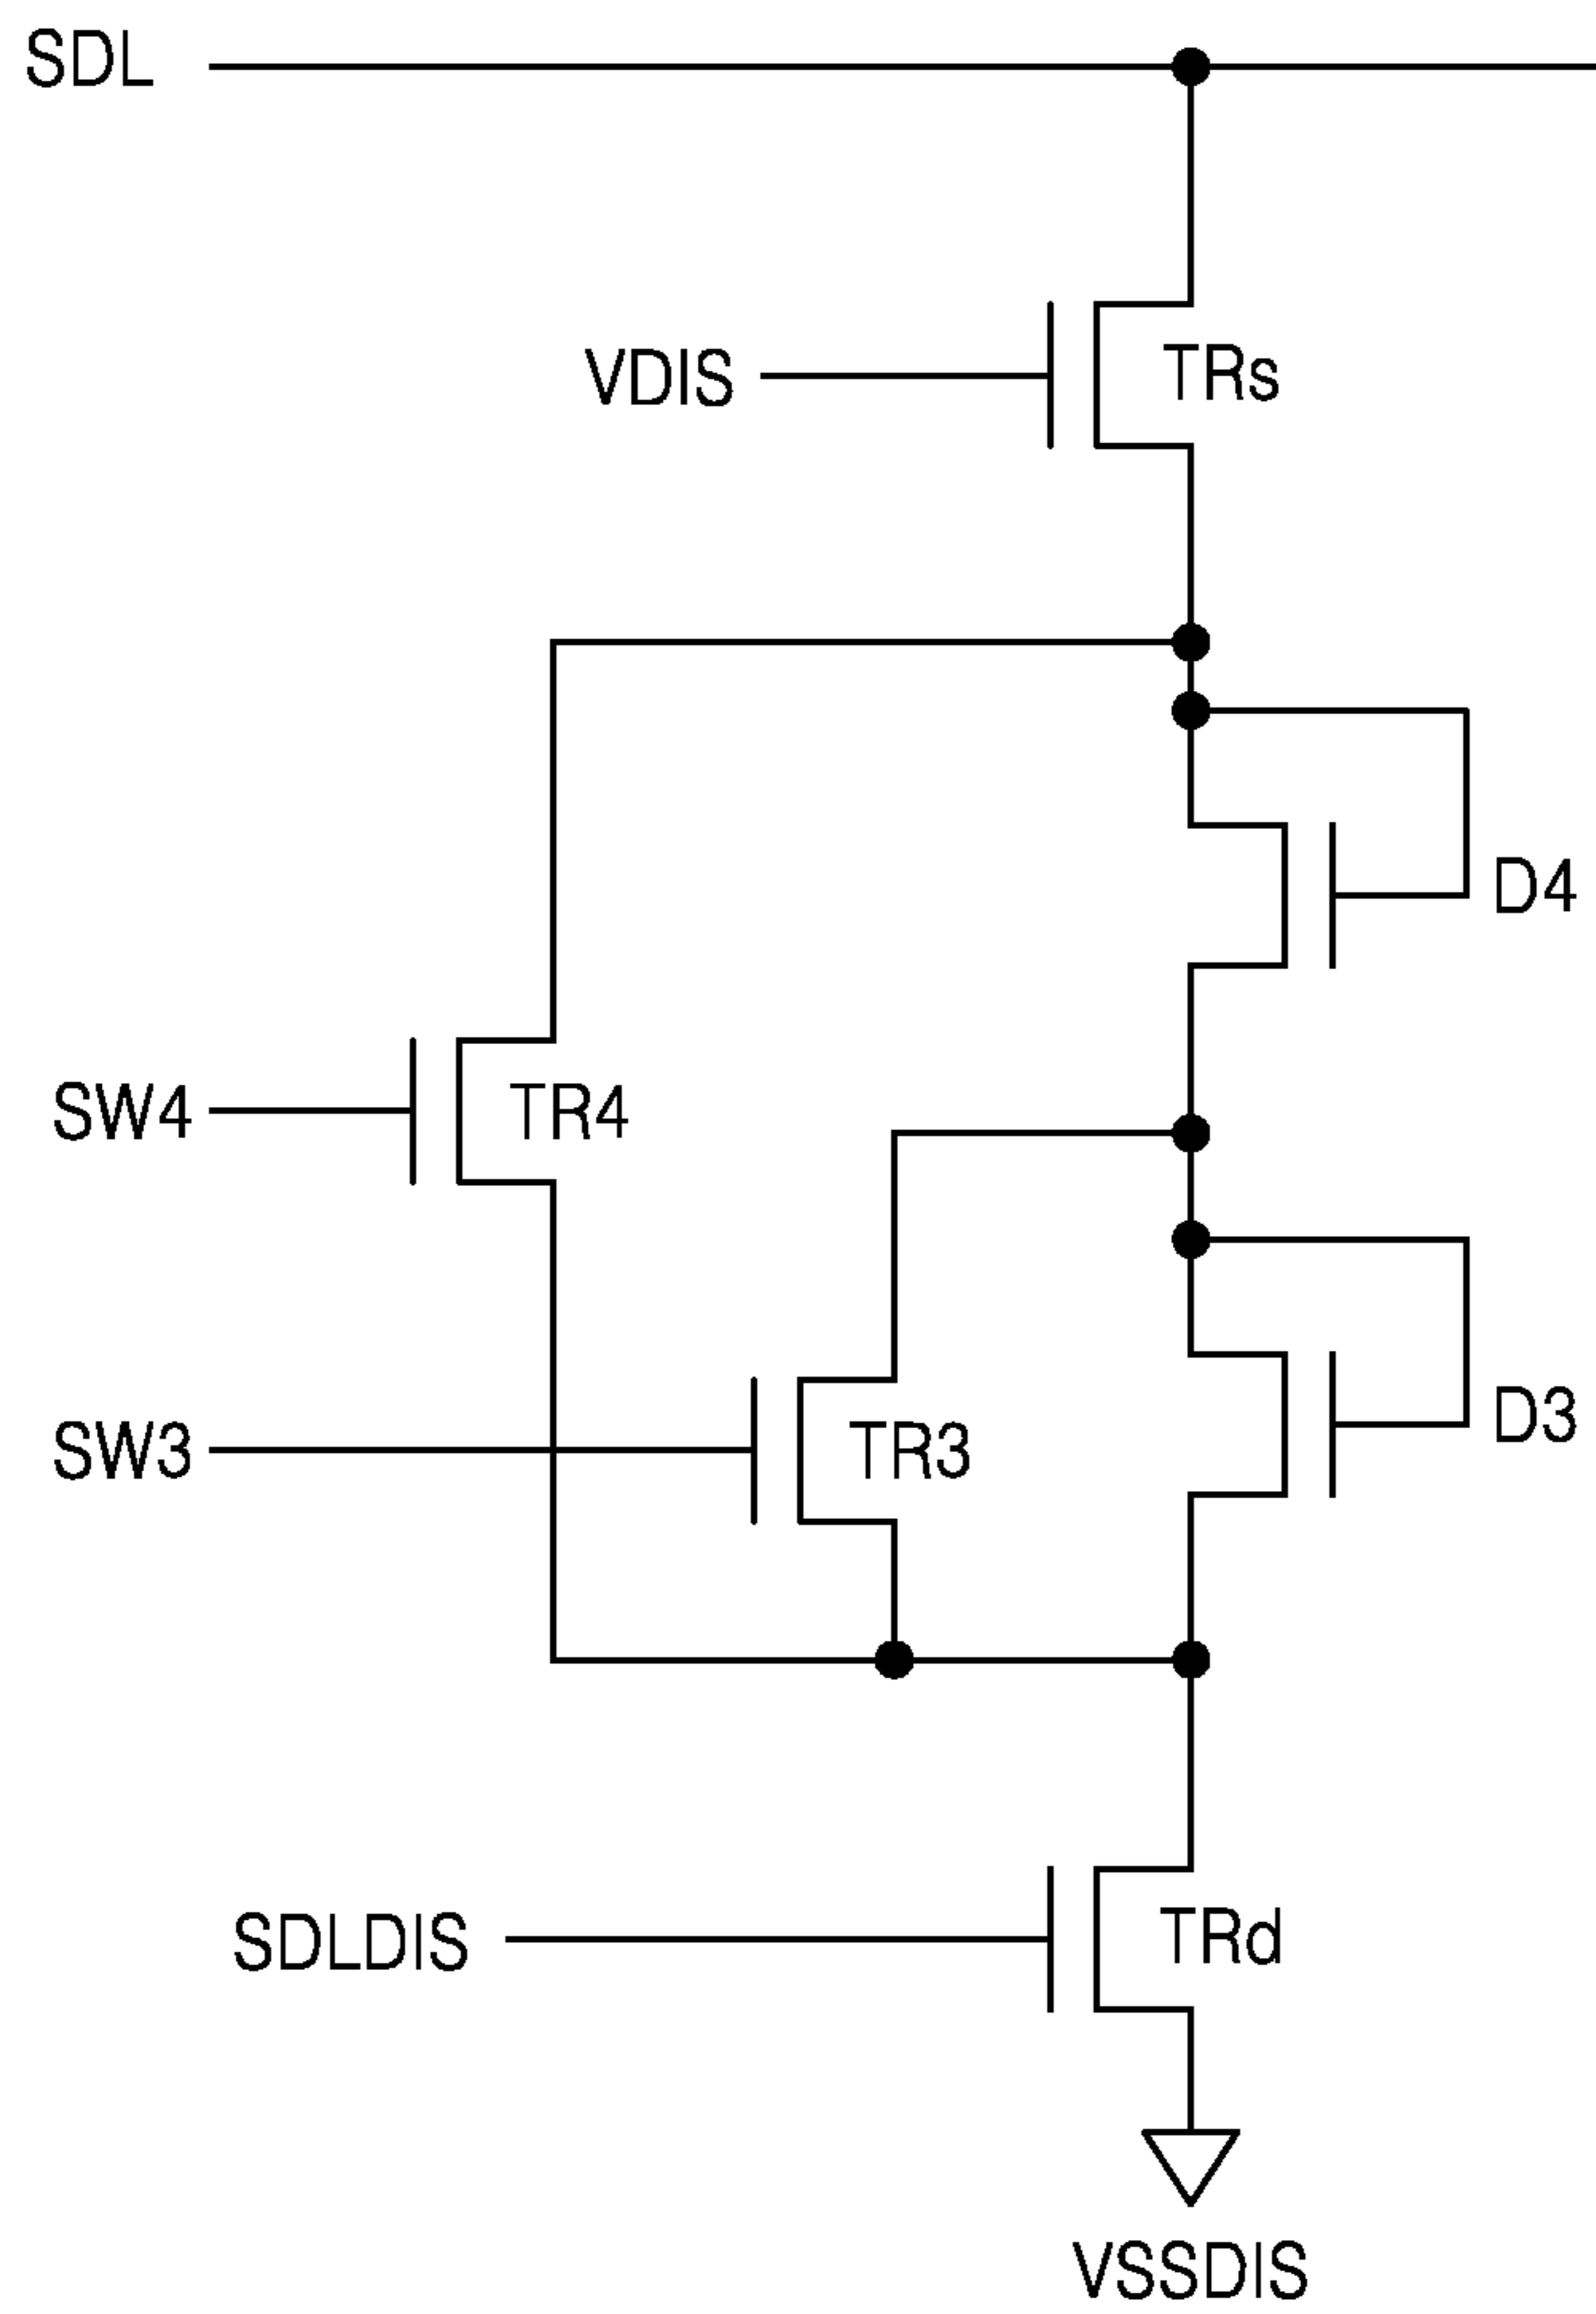 SDL
VDIS
TRs
D4
SW4
TR4
SW3
TR3
D3
SDLDIS
TRd
VSSDIS